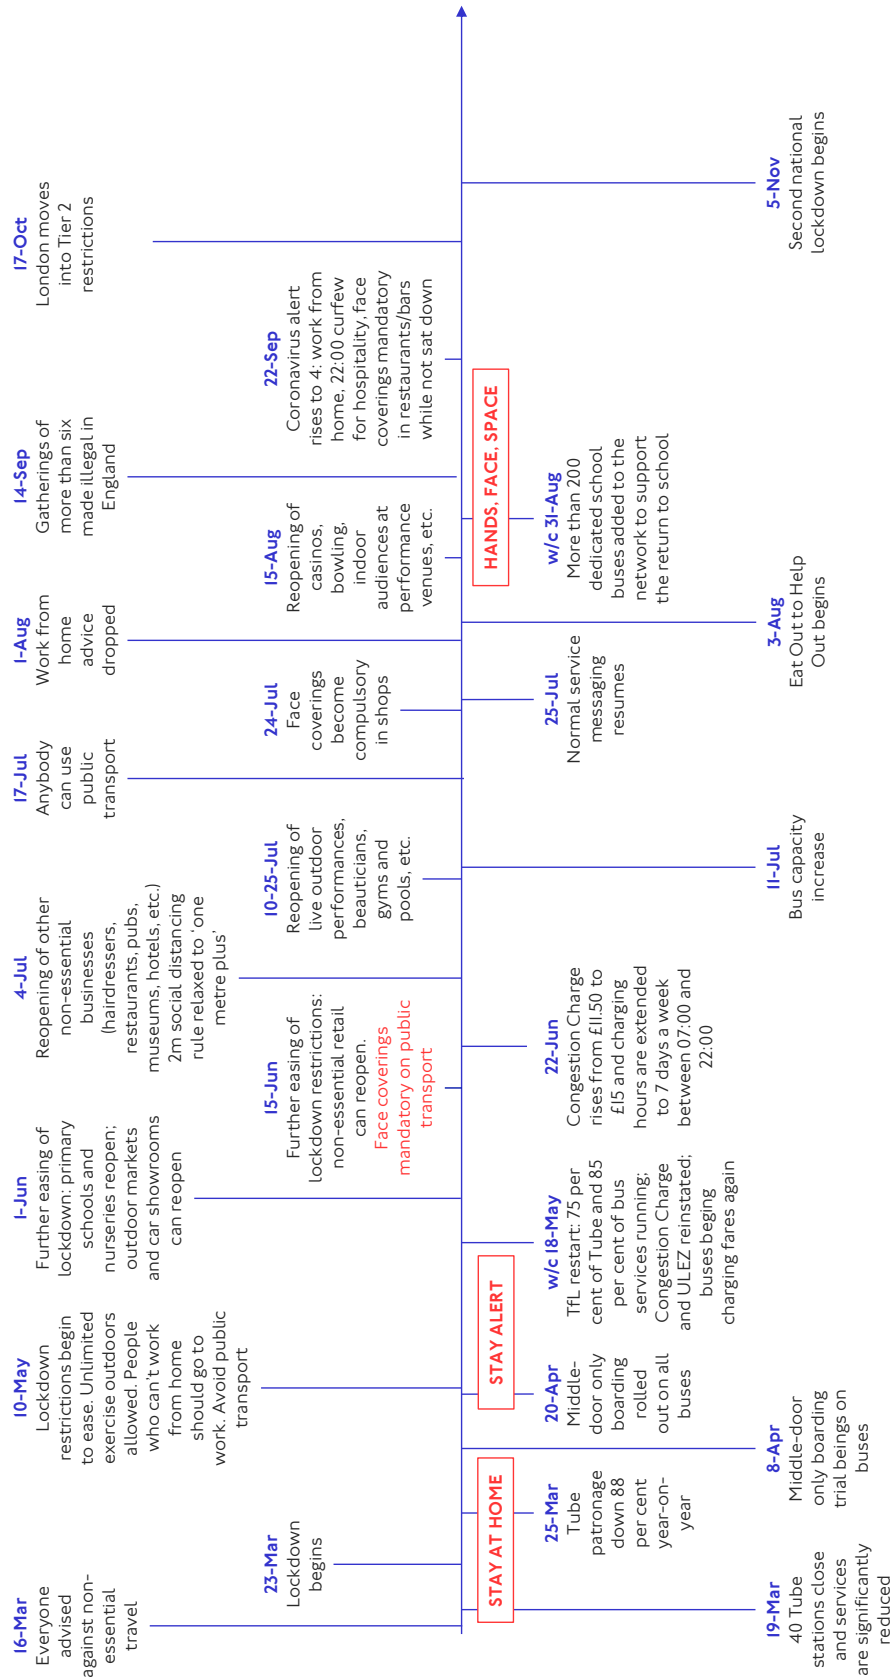 16-Mar
Everyone
advised
against non-
essential
travel
23-Mar
Lockdown
begins
10-May
Lockdown
restrictions begin
to ease. Unlimited
exercise outdoors
allowed. People
who can't work
from home
should go to
work. Avoid public
transport
1-Jun
Further easing of
lockdown: primary
schools and
nurseries reopen;
outdoor markets
and car showrooms
can reopen
15-Jun
Further easing of
lockdown restrictions:
non-essential retail
can reopen.
Face coverings
mandatory on public
transport
4-Jul
Reopening of other
non-essential
businesses
(hairdressers,
restaurants, pubs,
museums, hotels, etc.)
2m social distancing
rule relaxed to ‘one
metre plus’
10-25-Jul
Reopening of
live outdoor
performances,
beauticians,
gyms and
pools, etc.
17-Jul
Anybody
can use
public
transport
24-Jul
Face
coverings
become
compulsory
in shops
1-Aug
Work from
home
advice
dropped
15-Aug
Reopening of
casinos,
bowling,
indoor
audiences at
performance
venues, etc.
14-Sep
Gatherings of
more than six
made illegal in
England
22-Sep
Coronavirus alert
rises to 4: work from
home, 22:00 curfew
for hospitality, face
coverings mandatory
in restaurants/bars
while not sat down
17-Oct
London moves
into Tier 2
restrictions
STAY AT HOME
STAY ALERT
HANDS, FACE, SPACE
19-Mar
40 Tube
stations close
and services
are significantly
reduced
25-Mar
Tube
patronage
down 88
per cent
year-on-
year
8-Apr
Middle-door
only boarding
trial beings on
buses
20-Apr
Middle-
door only
boarding
rolled
out on all
buses
w/c 18-May
TfL restart: 75 per
cent of Tube and 85
per cent of bus
services running;
Congestion Charge
and ULEZ reinstated;
buses beging
charging fares again
22-Jun
Congestion Charge
rises from £11.50 to
£15 and charging
hours are extended
to 7 days a week
between 07:00 and
22:00
11-Jul
Bus capacity
increase
25-Jul
Normal service
messaging
resumes
3-Aug
Eat Out to Help
Out begins
w/c 31-Aug
More than 200
dedicated school
buses added to the
network to support
the return to school
5-Nov
Second national
lockdown begins